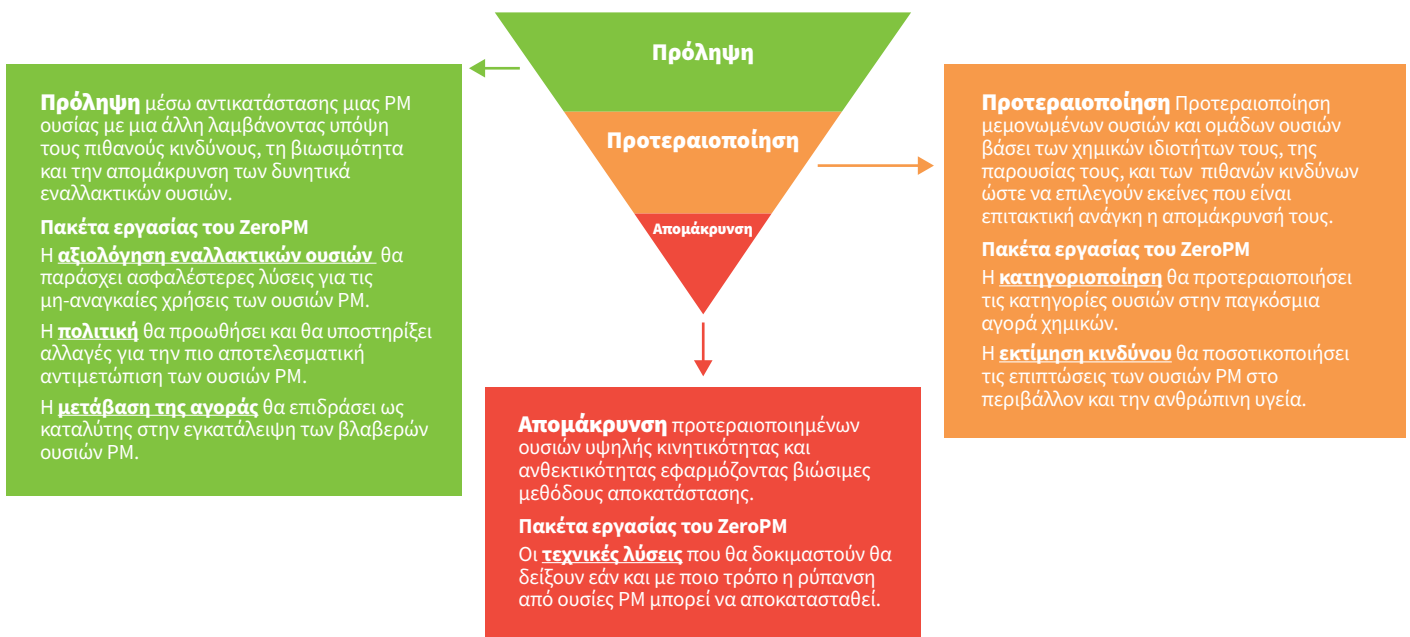 Πρόληψη
Προτεραιοποίηση
Απομάκρυνση
Πρόληψη μέσω αντικατάστασης μιας PM
ουσίας με μια άλλη λαμβάνοντας υπόψη
τους πιθανούς κινδύνους, τη βιωσιμότητα
και την απομάκρυνση των δυνητικά
εναλλακτικών ουσιών.
Πακέτα εργασίας του ZeroPM
Η αξιολόγηση εναλλακτικών ουσιών θα
παράσχει ασφαλέστερες λύσεις για τις
μη-αναγκαίες χρήσεις των ουσιών PM.
Η πολιτική θα προωθήσει και θα υποστηρίξει
αλλαγές για την πιο αποτελεσματική
αντιμετώπιση των ουσιών PM.
Η μετάβαση της αγοράς θα επιδράσει ως
καταλύτης στην εγκατάλειψη των βλαβερών
ουσιών PM.
Προτεραιοποίηση Προτεραιοποίηση
μεμονωμένων ουσιών και ομάδων ουσιών
βάσει των χημικών ιδιοτήτων τους, της
παρουσίας τους, και των πιθανών κινδύνων
ώστε να επιλεγούν εκείνες που είναι
επιτακτική ανάγκη η απομάκρυνσή τους.
Πακέτα εργασίας του ZeroPM
Η κατηγοριοποίηση θα προτεραιοποιήσει
τις κατηγορίες ουσιών στην παγκόσμια
αγορά χημικών.
Η εκτίμηση κινδύνου θα ποσοτικοποιήσει
τις επιπτώσεις των ουσιών PM στο
περιβάλλον και την ανθρώπινη υγεία.
Απομάκρυνση προτεραιοποιημένων
ουσιών υψηλής κινητικότητας και
ανθεκτικότητας εφαρμόζοντας βιώσιμες
μεθόδους αποκατάστασης.
Πακέτα εργασίας του ZeroPM
Οι τεχνικές λύσεις που θα δοκιμαστούν θα
δείξουν εάν και με ποιο τρόπο η ρύπανση
από ουσίες PM μπορεί να αποκατασταθεί.